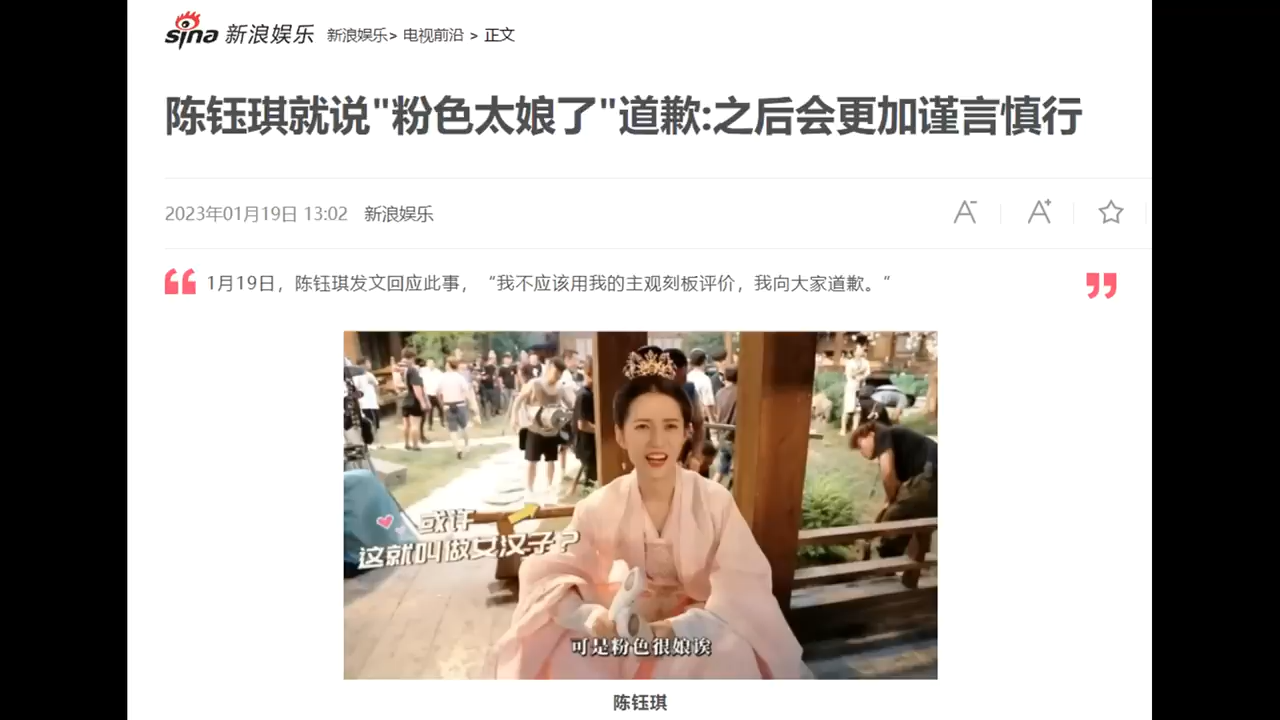 sina 新浪娱乐 新浪娱乐> 电视前沿 > 正文
陈钰琪就说"粉色太娘了"道歉:之后会更加谨言慎行
2023年01月19日 13:02 新浪娱乐 A- A+
1月19日，陈钰琪发文回应此事，“我不应该用我的主观刻板评价，我向大家道歉。”
或许
这就叫做女汉子?
可是粉色很娘诶
陈钰琪